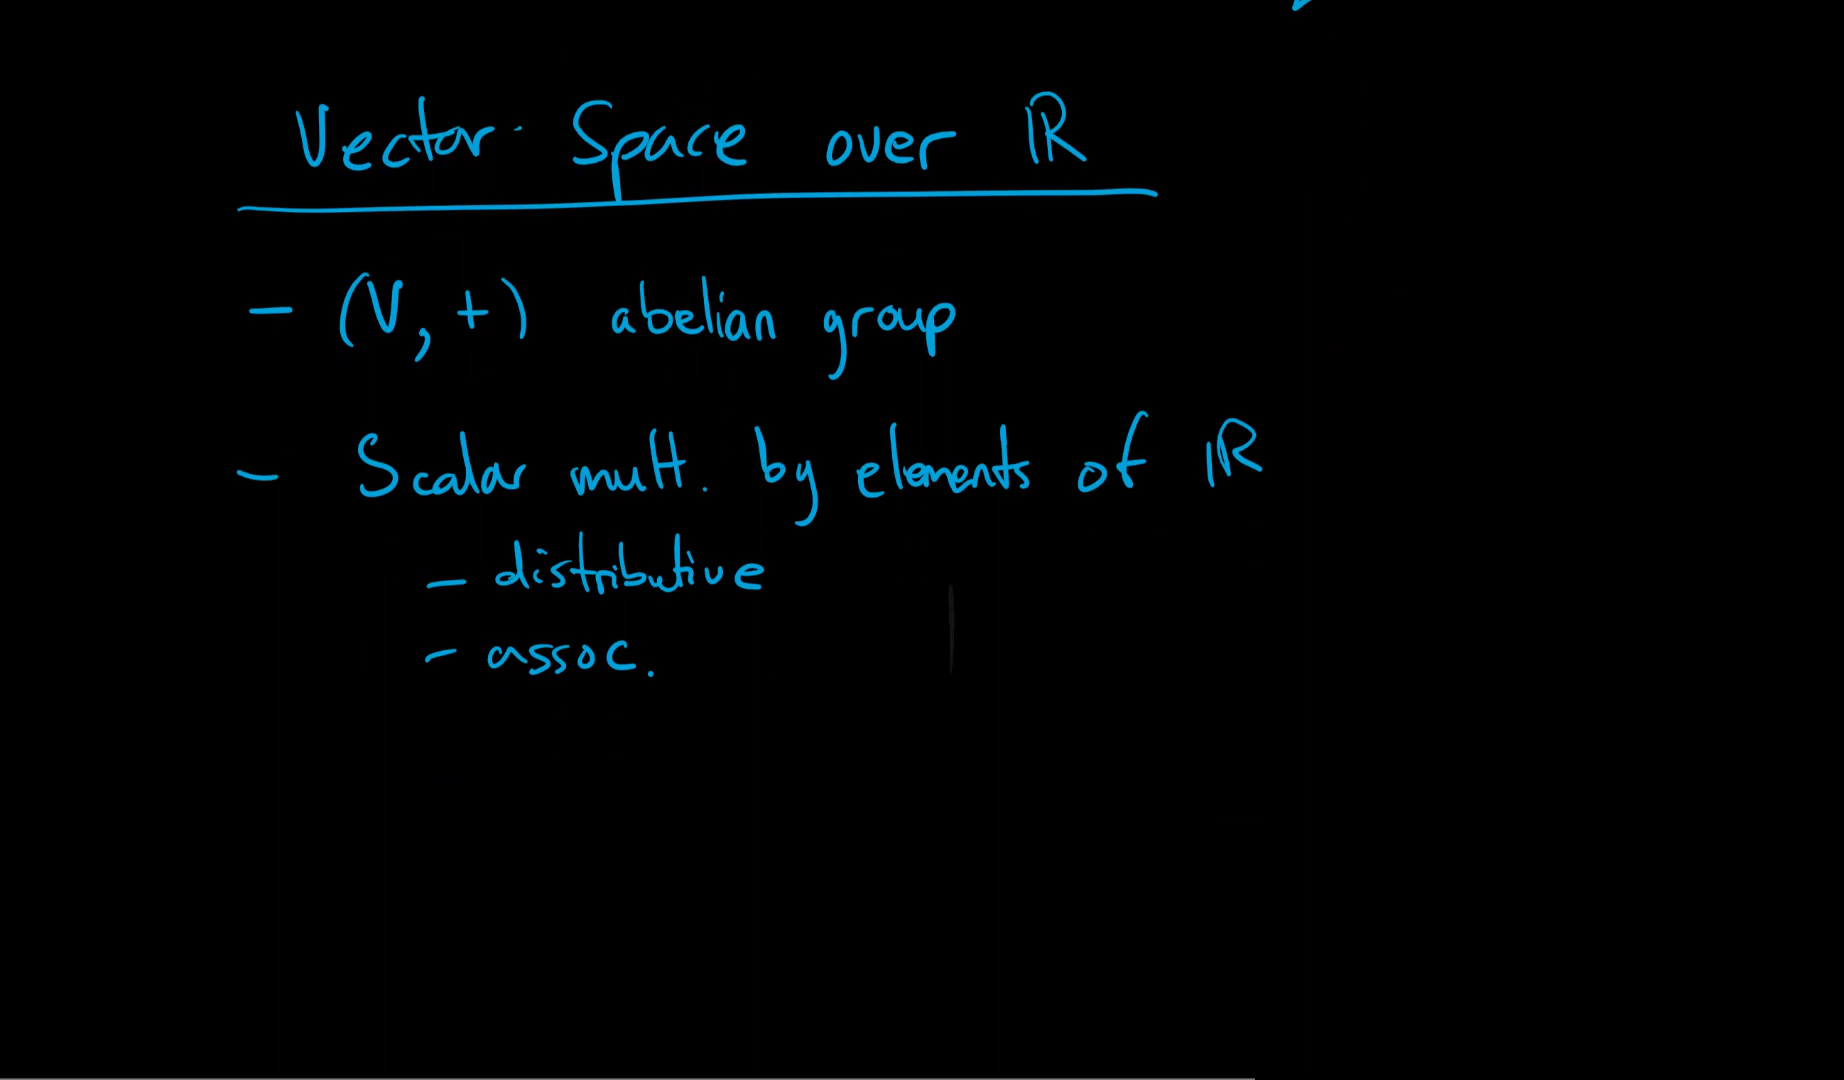 Vector Space over ℝ
- (V, +) abelian group
- Scalar mult. by elements of ℝ
- distributive
- assoc.